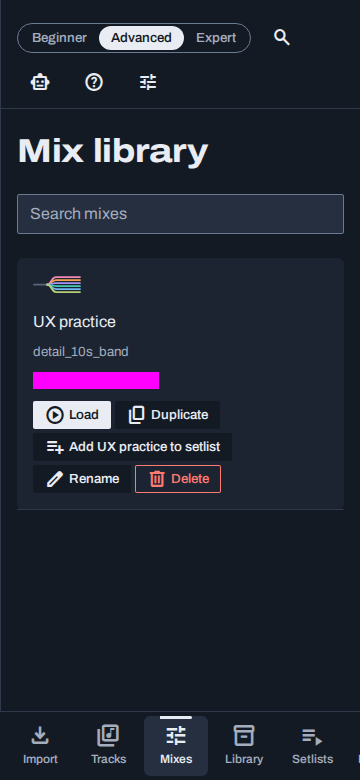 Beginner Advanced Expert
Mix library
Search mixes
UX practice
detail_10s_band
Load Duplicate
Add UX practice to setlist
Rename Delete
Import Tracks Mixes Library Setlists